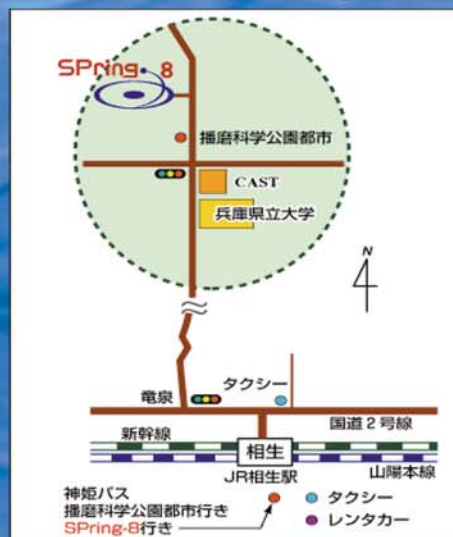 SPring-8
播磨科学公園都市
CAST
兵庫県立大学
N
竜泉
タクシー
国道2号線
新幹線
相生
山陽本線
JR相生駅
神姫バス
播磨科学公園都市行き
SPring-8行き
タクシー
レンタカー